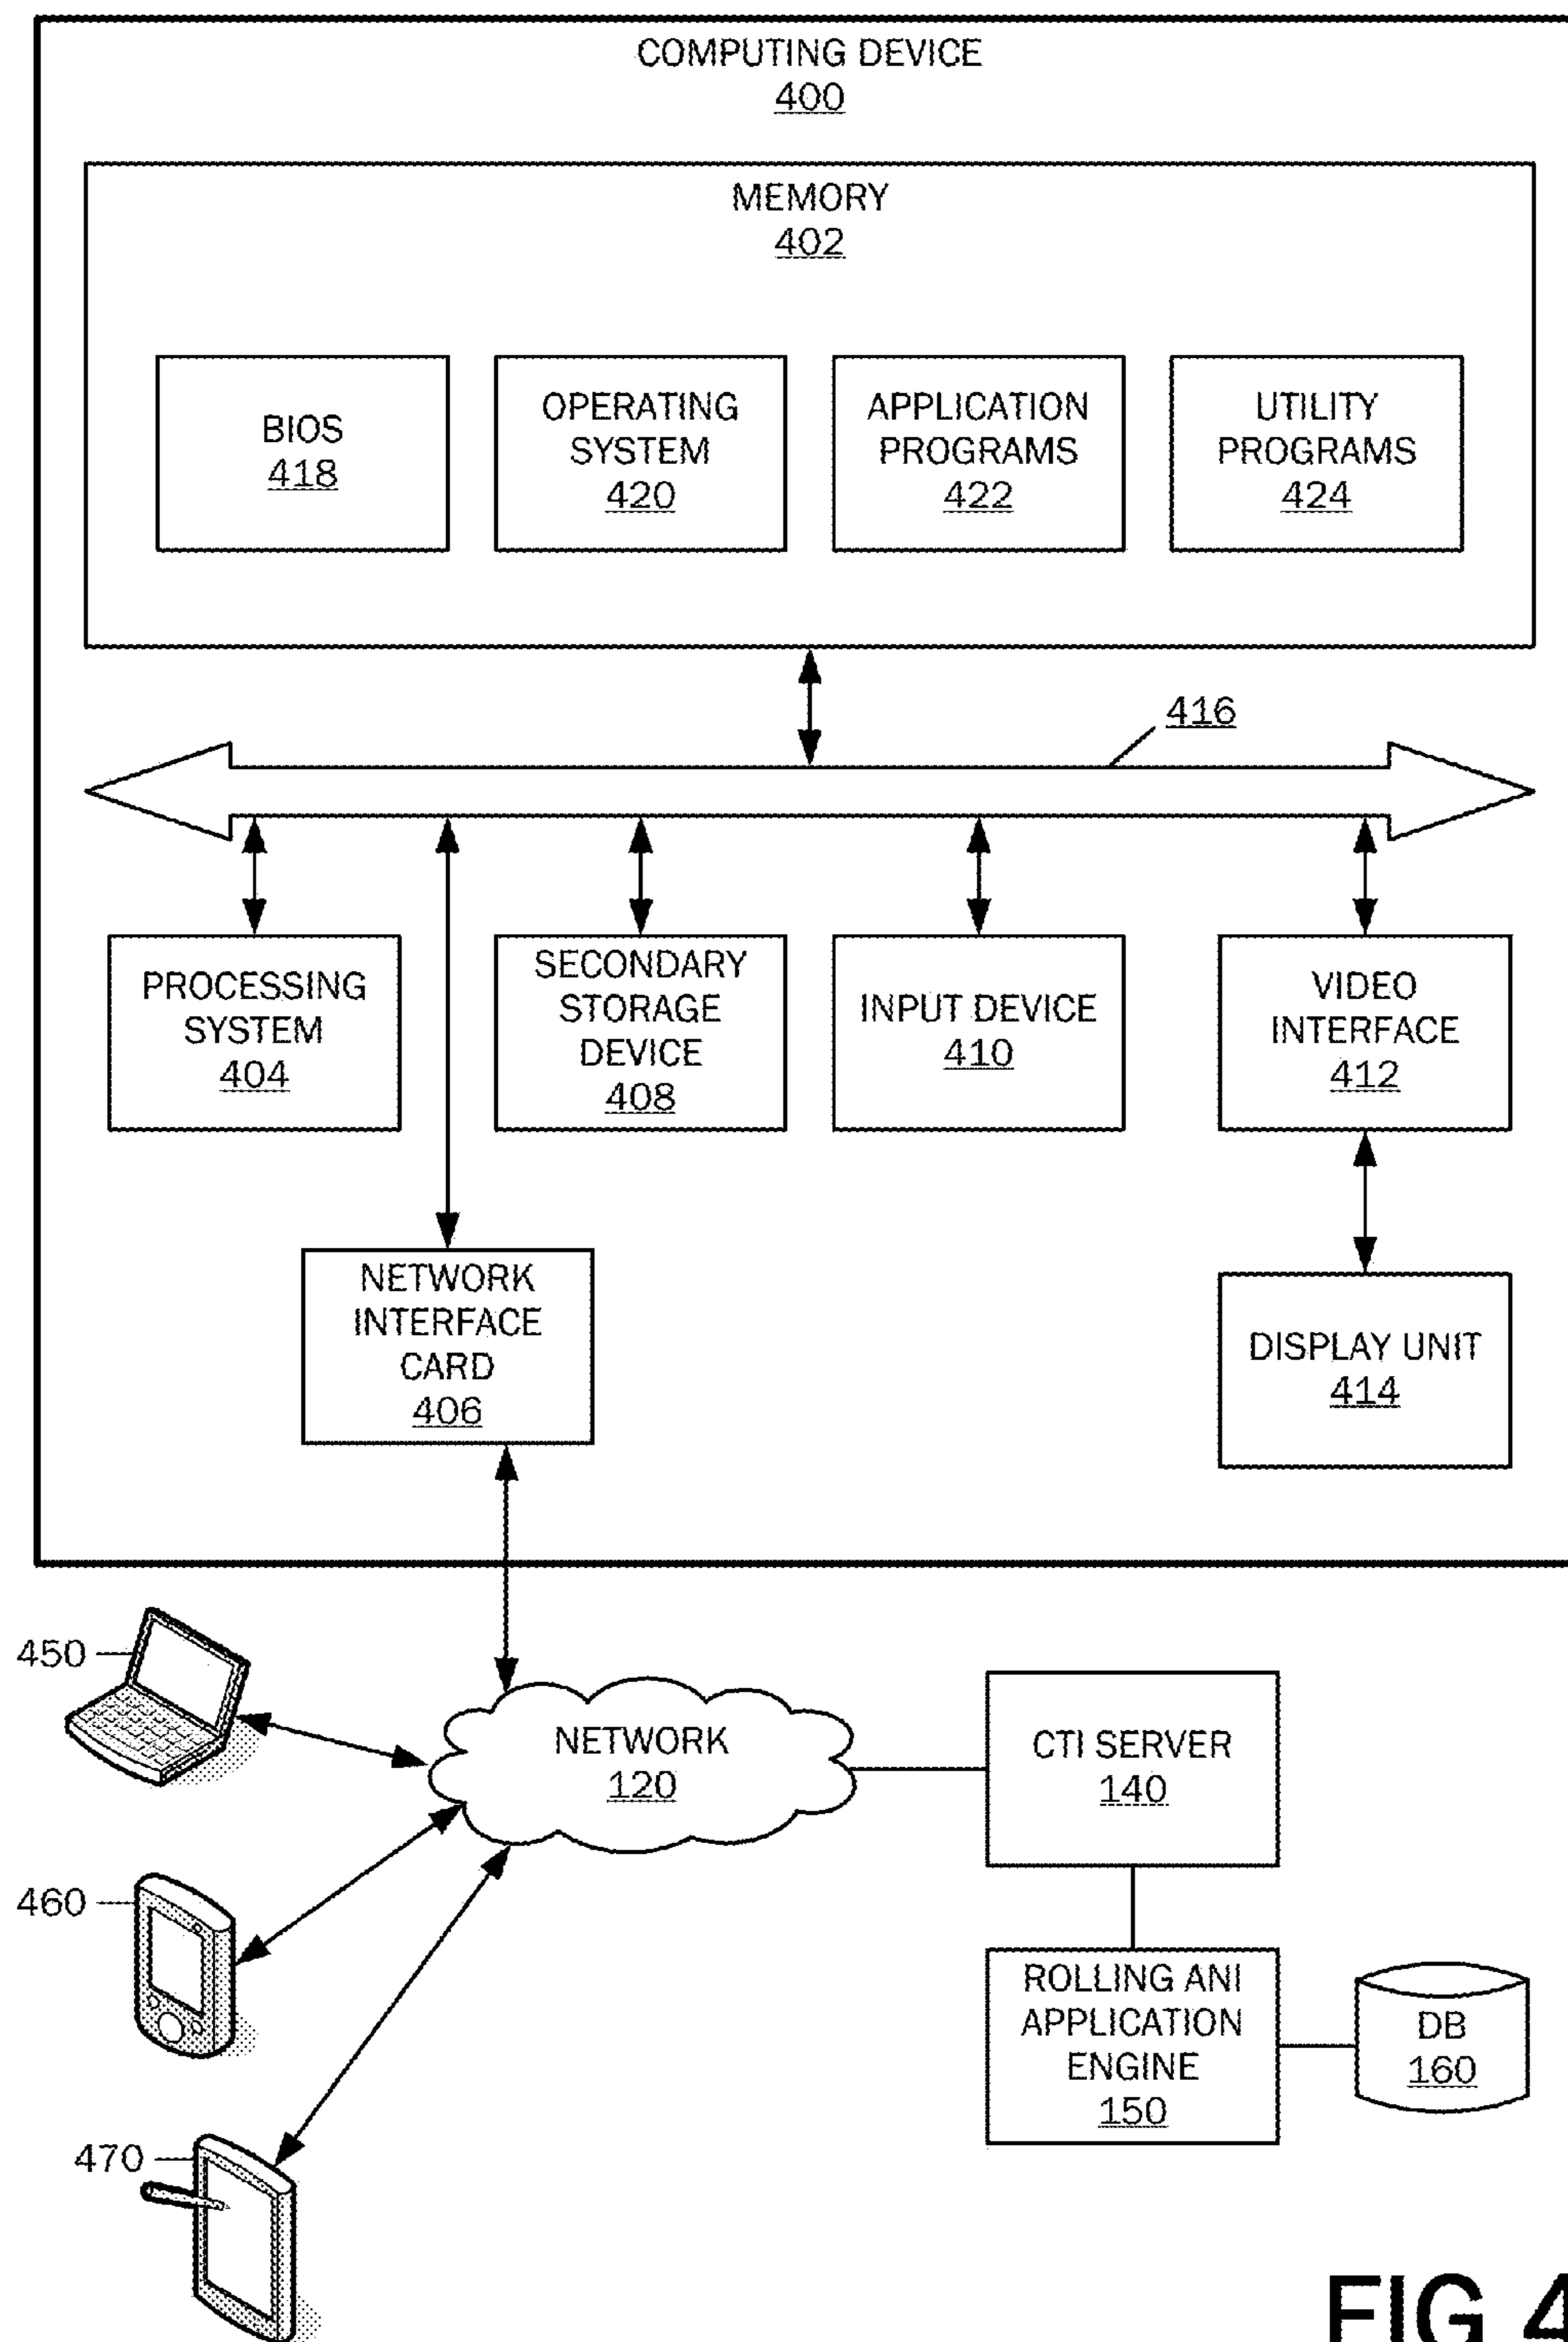 COMPUTING DEVICE
400
MEMORY
402
BIOS
418
OPERATING
SYSTEM
420
APPLICATION
PROGRAMS
422
UTILITY
PROGRAMS
424
416
PROCESSING
SYSTEM
404
SECONDARY
STORAGE
DEVICE
408
INPUT DEVICE
410
VIDEO
INTERFACE
412
NETWORK
INTERFACE
CARD
406
DISPLAY UNIT
414
450
NETWORK
120
CTI SERVER
140
460
ROLLING ANI
APPLICATION
ENGINE
150
DB
160
470
FIG 4